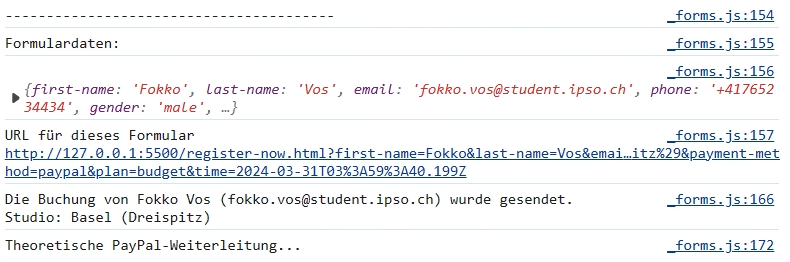 ---------------------------------------- _forms.js:154
Formulardaten: _forms.js:155
_forms.js:156
{first-name: 'Fokko', last-name: 'Vos', email: 'fokko.vos@student.ipso.ch', phone: '+417652
34434', gender: 'male', …}
URL für dieses Formular _forms.js:157
http://127.0.0.1:5500/register-now.html?first-name=Fokko&last-name=Vos&emai…itz%29&payment-met
hod=paypal&plan=budget&time=2024-03-31T03%3A59%3A40.199Z
Die Buchung von Fokko Vos (fokko.vos@student.ipso.ch) wurde gesendet. _forms.js:166
Studio: Basel (Dreispitz)
Theoretische PayPal-Weiterleitung... _forms.js:172